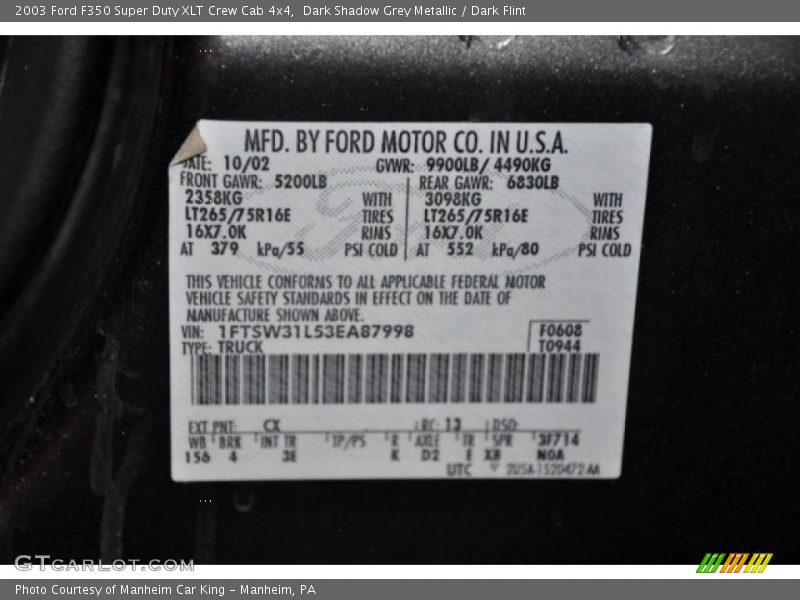 2003 Ford F350 Super Duty XLT Crew Cab 4x4,  Dark Shadow Grey Metallic / Dark Flint
MFD. BY FORD MOTOR CO. IN U.S.A.
DATE: 10/02 GVWR: 9900LB/ 4490KG
FRONT GAWR: 5200LB REAR GAWR: 6830LB
2358KG WITH 3098KG WITH
LT265/75R16E TIRES LT265/75R16E TIRES
16X7.0K RIMS 16X7.0K RIMS
AT 379 kPa/55 PSI COLD AT 552 kPa/80 PSI COLD
THIS VEHICLE CONFORMS TO ALL APPLICABLE FEDERAL MOTOR
VEHICLE SAFETY STANDARDS IN EFFECT ON THE DATE OF
MANUFACTURE SHOWN ABOVE.
VIN: 1FTSW31L53EA87998 F0608
TYPE: TRUCK T0944
EXT PNT: CX RC: 13 DSO:
WB BRK INT TR TP/PS R AXLE TR SPR 3F714
156 4 3E K D2 E XB NGA
UTC 2U5A-1520472-AA
GTCARLOT.COM
Photo Courtesy of Manheim Car King – Manheim, PA